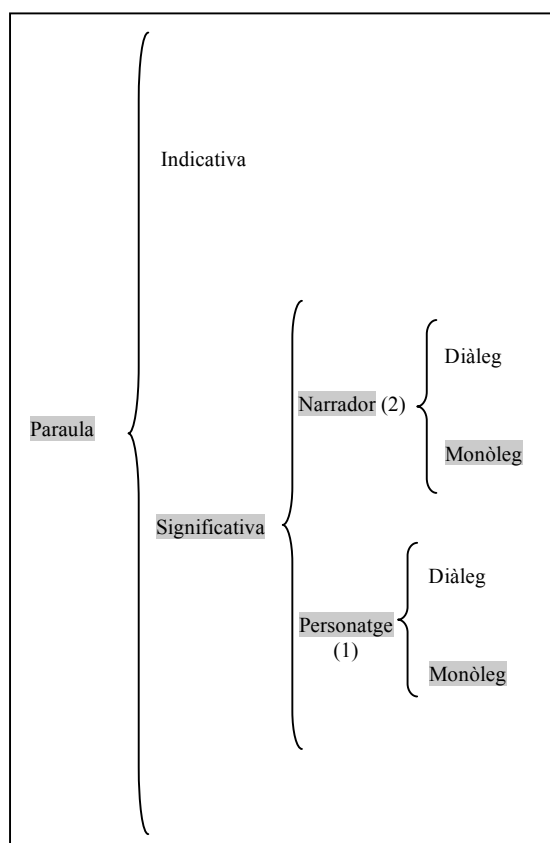 Indicativa
Diàleg
Narrador (2)
Paraula
Monòleg
Significativa
Diàleg
Personatge
(1)
Monòleg